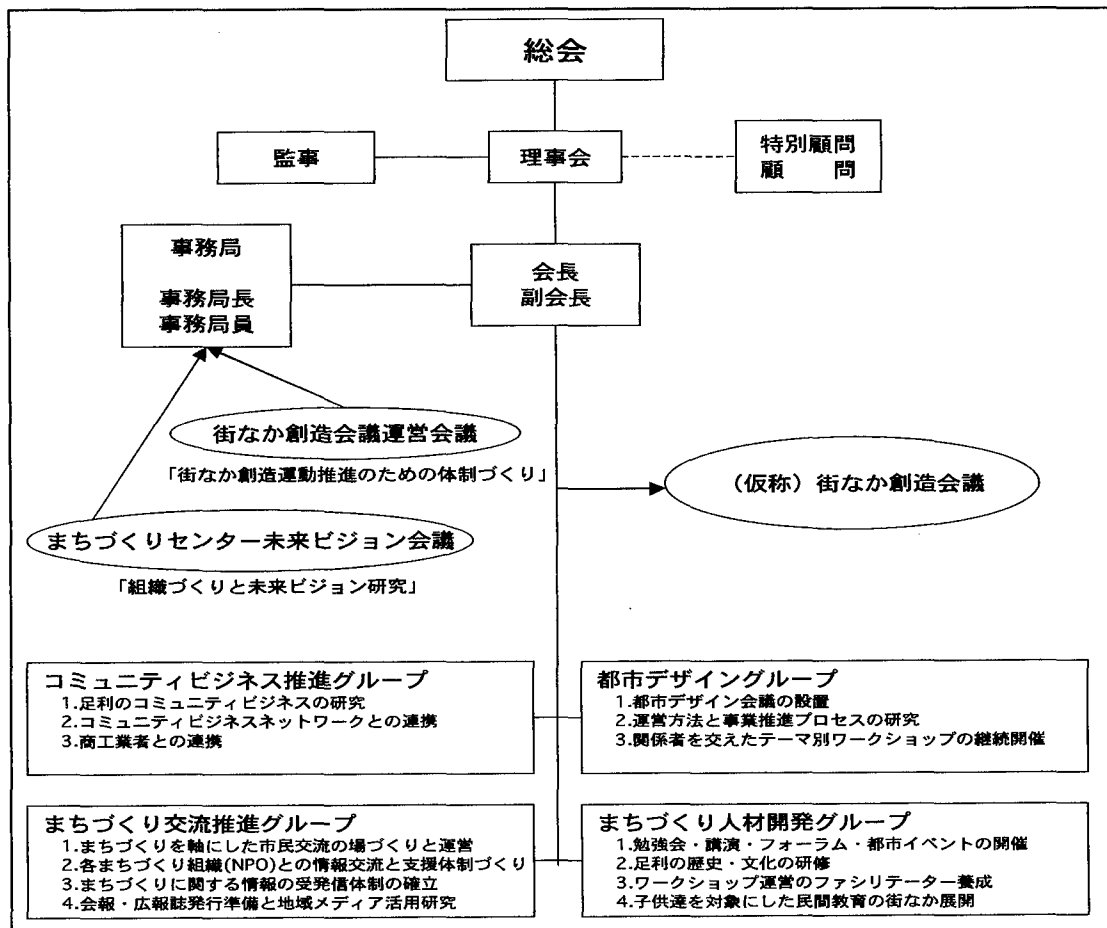 総会
監事
理事会
特別顧問
顧　　問
事務局
事務局長
事務局員
会長
副会長
街なか創造会議運営会議
「街なか創造運動推進のための体制づくり」
(仮称) 街なか創造会議
まちづくりセンター未来ビジョン会議
「組織づくりと未来ビジョン研究」
コミュニティビジネス推進グループ
1.足利のコミュニティビジネスの研究
2.コミュニティビジネスネットワークとの連携
3.商工業者との連携
都市デザイングループ
1.都市デザイン会議の設置
2.運営方法と事業推進プロセスの研究
3.関係者を交えたテーマ別ワークショップの継続開催
まちづくり交流推進グループ
1.まちづくりを軸にした市民交流の場づくりと運営
2.各まちづくり組織(NPO)との情報交流と支援体制づくり
3.まちづくりに関する情報の受発信体制の確立
4.会報・広報誌発行準備と地域メディア活用研究
まちづくり人材開発グループ
1.勉強会・講演・フォーラム・都市イベントの開催
2.足利の歴史・文化の研修
3.ワークショップ運営のファシリテーター養成
4.子供達を対象にした民間教育の街なか展開